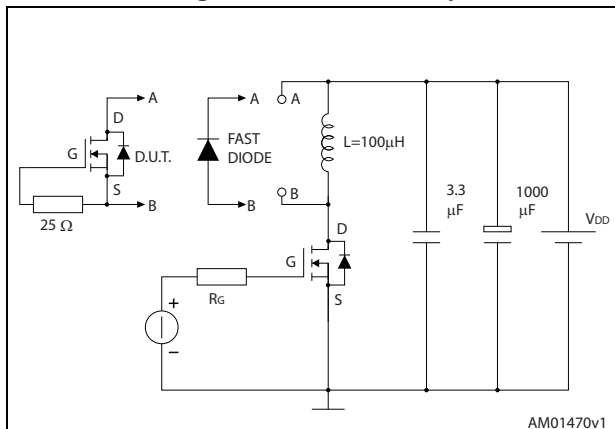 A
D
G
D.U.T.
S
B
25 Ω
A
FAST
DIODE
B
A
L=100μH
B
D
G
S
RG
+
–
3.3
μF
1000
μF
VDD
AM01470v1